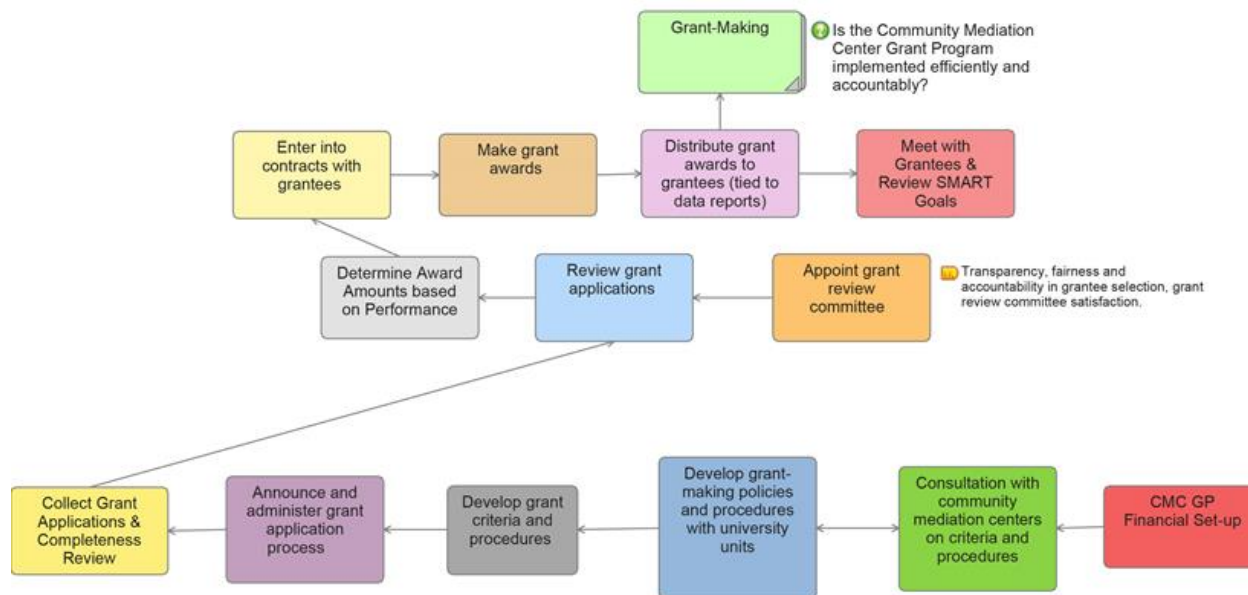 Grant-Making
Is the Community Mediation
Center Grant Program
implemented efficiently and
accountably?
Enter into
contracts with
grantees
Make grant
awards
Distribute grant
awards to
grantees (tied to
data reports)
Meet with
Grantees &
Review SMART
Goals
Determine Award
Amounts based
on Performance
Review grant
applications
Appoint grant
review
committee
Transparency, fairness and
accountability in grantee selection, grant
review committee satisfaction.
Collect Grant
Applications &
Completeness
Review
Announce and
administer grant
application
process
Develop grant
criteria and
procedures
Develop grant-
making policies
and procedures
with university
units
Consultation with
community
mediation centers
on criteria and
procedures
CMC GP
Financial Set-up